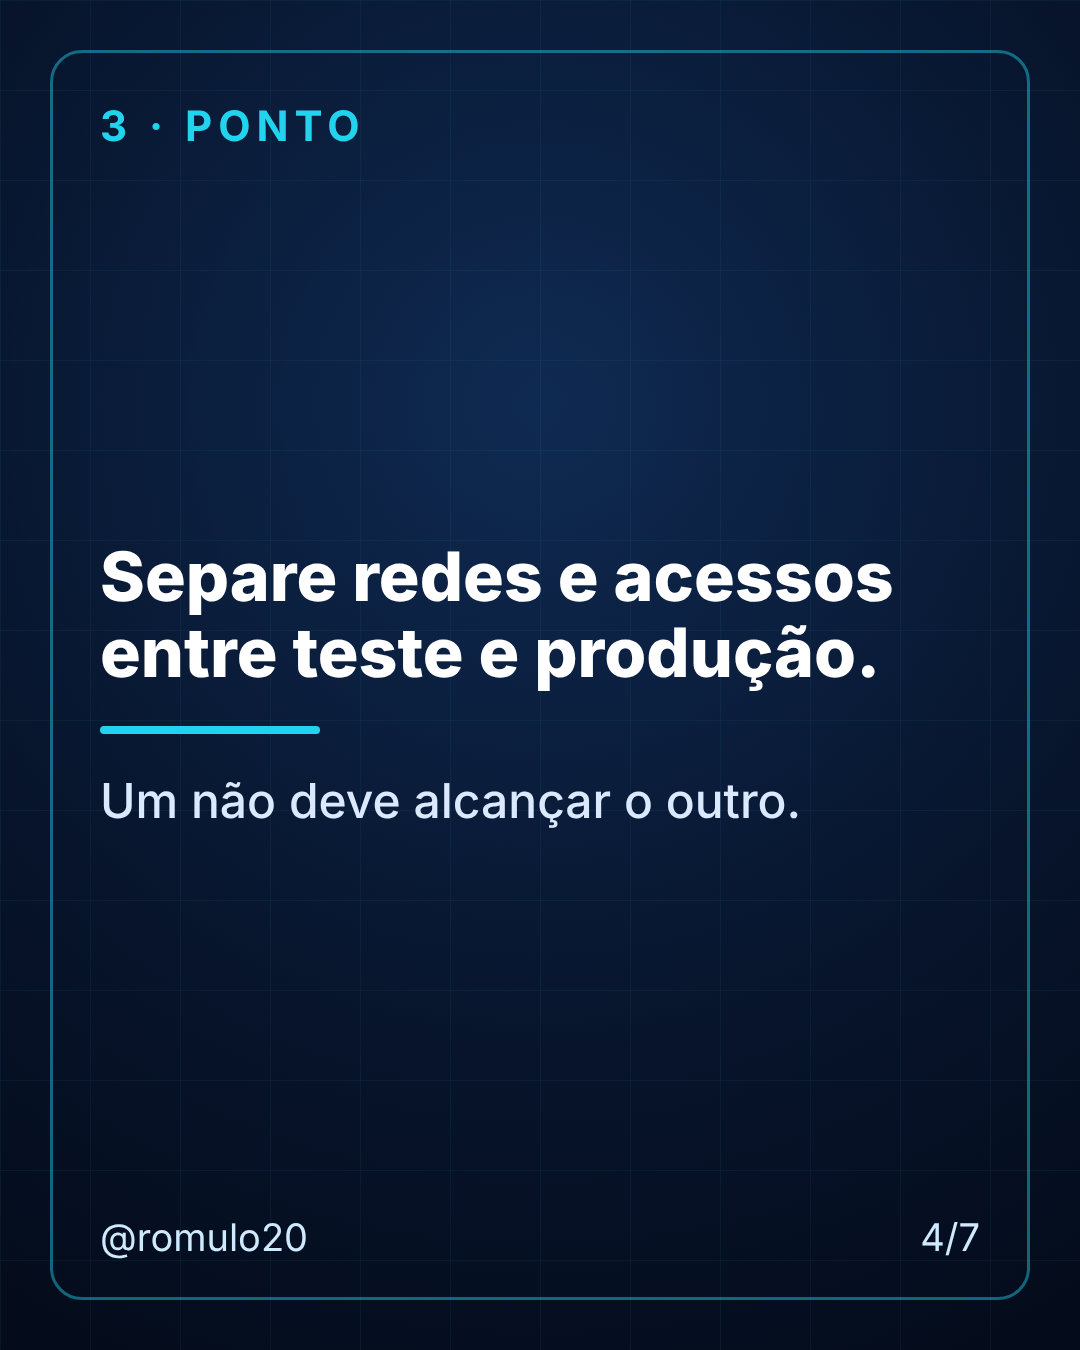 3 · PONTO
Separe redes e acessos
entre teste e produção.
Um não deve alcançar o outro.
@romulo20
4/7